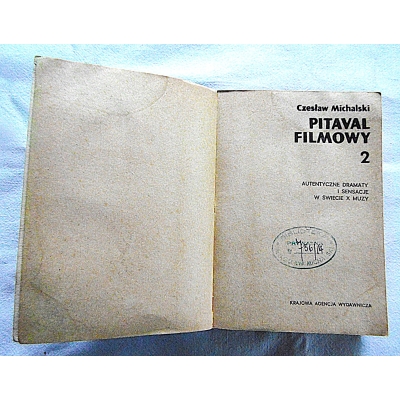 Czesław Michalski
PITAVAL
FILMOWY
2
AUTENTYCZNE DRAMATY
I SENSACJE
W ŚWIECIE X MUZY
KRAJOWA AGENCJA WYDAWNICZA